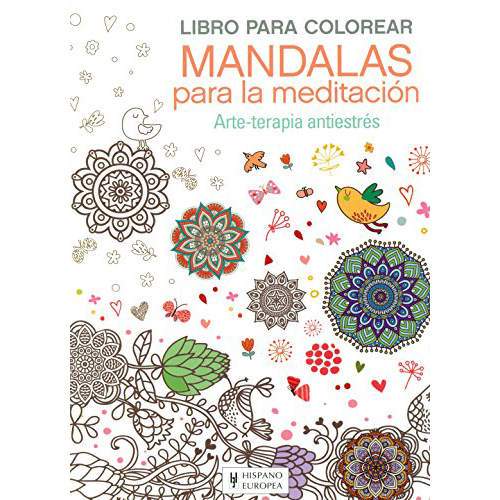 LIBRO PARA COLOREAR
MANDALAS
para la meditación
Arte-terapia antiestrés
HISPANO
EUROPEA